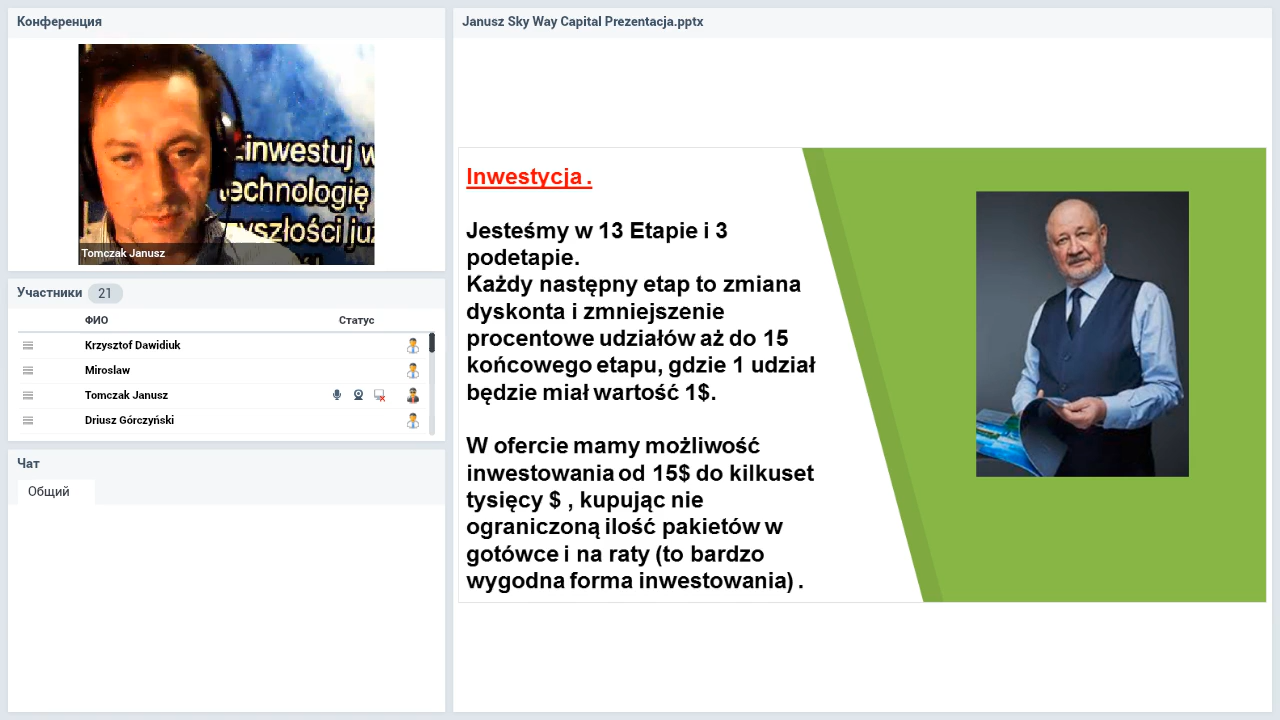 Конференция
inwestuj w
technologię
Tomczak Janusz
Участники 21
ФИО Статус
Krzysztof Dawidiuk
Miroslaw
Tomczak Janusz
Driusz Górczyński
Чат
Общий
Janusz Sky Way Capital Prezentacja.pptx
Inwestycja .
Jesteśmy w 13 Etapie i 3
podetapie.
Każdy następny etap to zmiana
dyskonta i zmniejszenie
procentowe udziałów aż do 15
końcowego etapu, gdzie 1 udział
będzie miał wartość 1$.
W ofercie mamy możliwość
inwestowania od 15$ do kilkuset
tysięcy $ , kupując nie
ograniczoną ilość pakietów w
gotówce i na raty (to bardzo
wygodna forma inwestowania) .